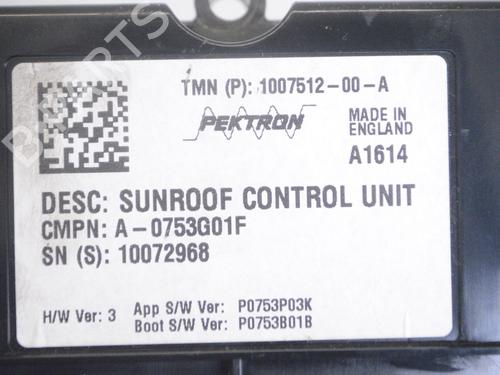 TMN (P): 1007512-00-A
PEKTRON
MADE IN
ENGLAND
A1614
DESC: SUNROOF CONTROL UNIT
CMPN: A-0753G01F
SN (S): 10072968
H/W Ver: 3 App S/W Ver: P0753P03K
Boot S/W Ver: P0753B01B